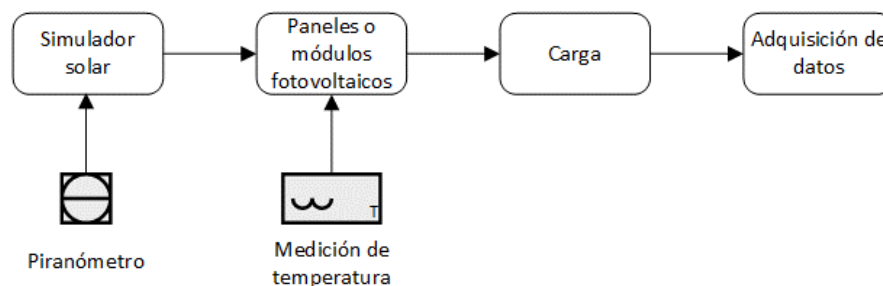 Simulador
solar
Paneles o
módulos
fotovoltaicos
Carga
Adquisición de
datos
T
Piranómetro
Medición de
temperatura